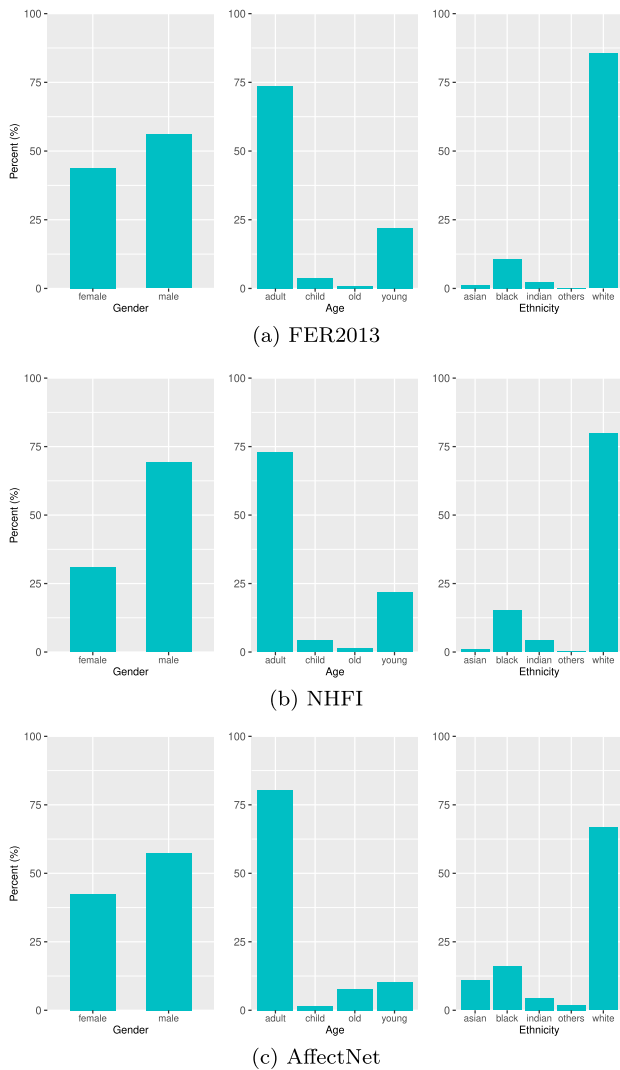 100
75
50
25
0
Percent (%)
female male
Gender
100
75
50
25
0
adult child old young
Age
100
75
50
25
0
asian black indian others white
Ethnicity
(a) FER2013
100
75
50
25
0
Percent (%)
female male
Gender
100
75
50
25
0
adult child old young
Age
100
75
50
25
0
asian black indian others white
Ethnicity
(b) NHFI
100
75
50
25
0
Percent (%)
female male
Gender
100
75
50
25
0
adult child old young
Age
100
75
50
25
0
asian black indian others white
Ethnicity
(c) AffectNet